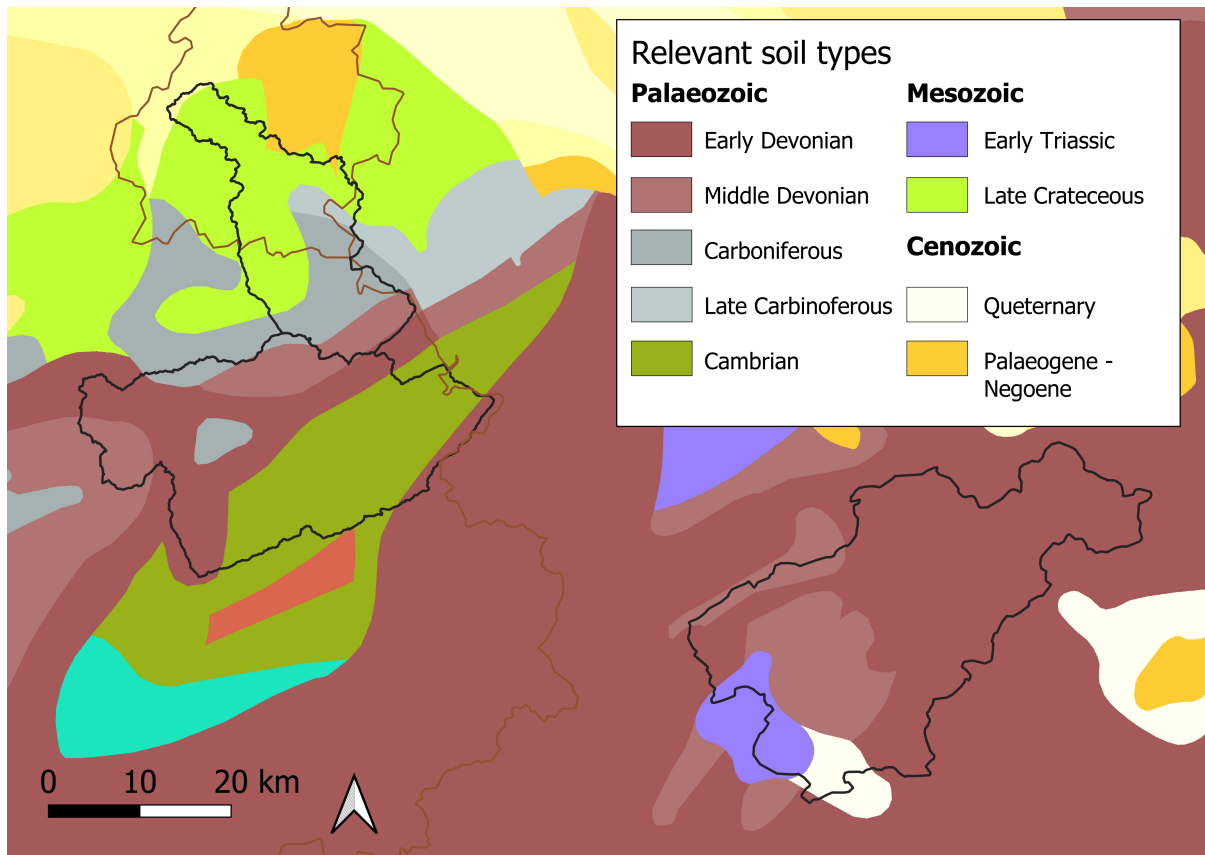 Relevant soil types
Palaeozoic
Early Devonian
Middle Devonian
Carboniferous
Late Carbinoferous
Cambrian
Mesozoic
Early Triassic
Late Crateceous
Cenozoic
Queternary
Palaeogene -
Negoene
0 10 20 km